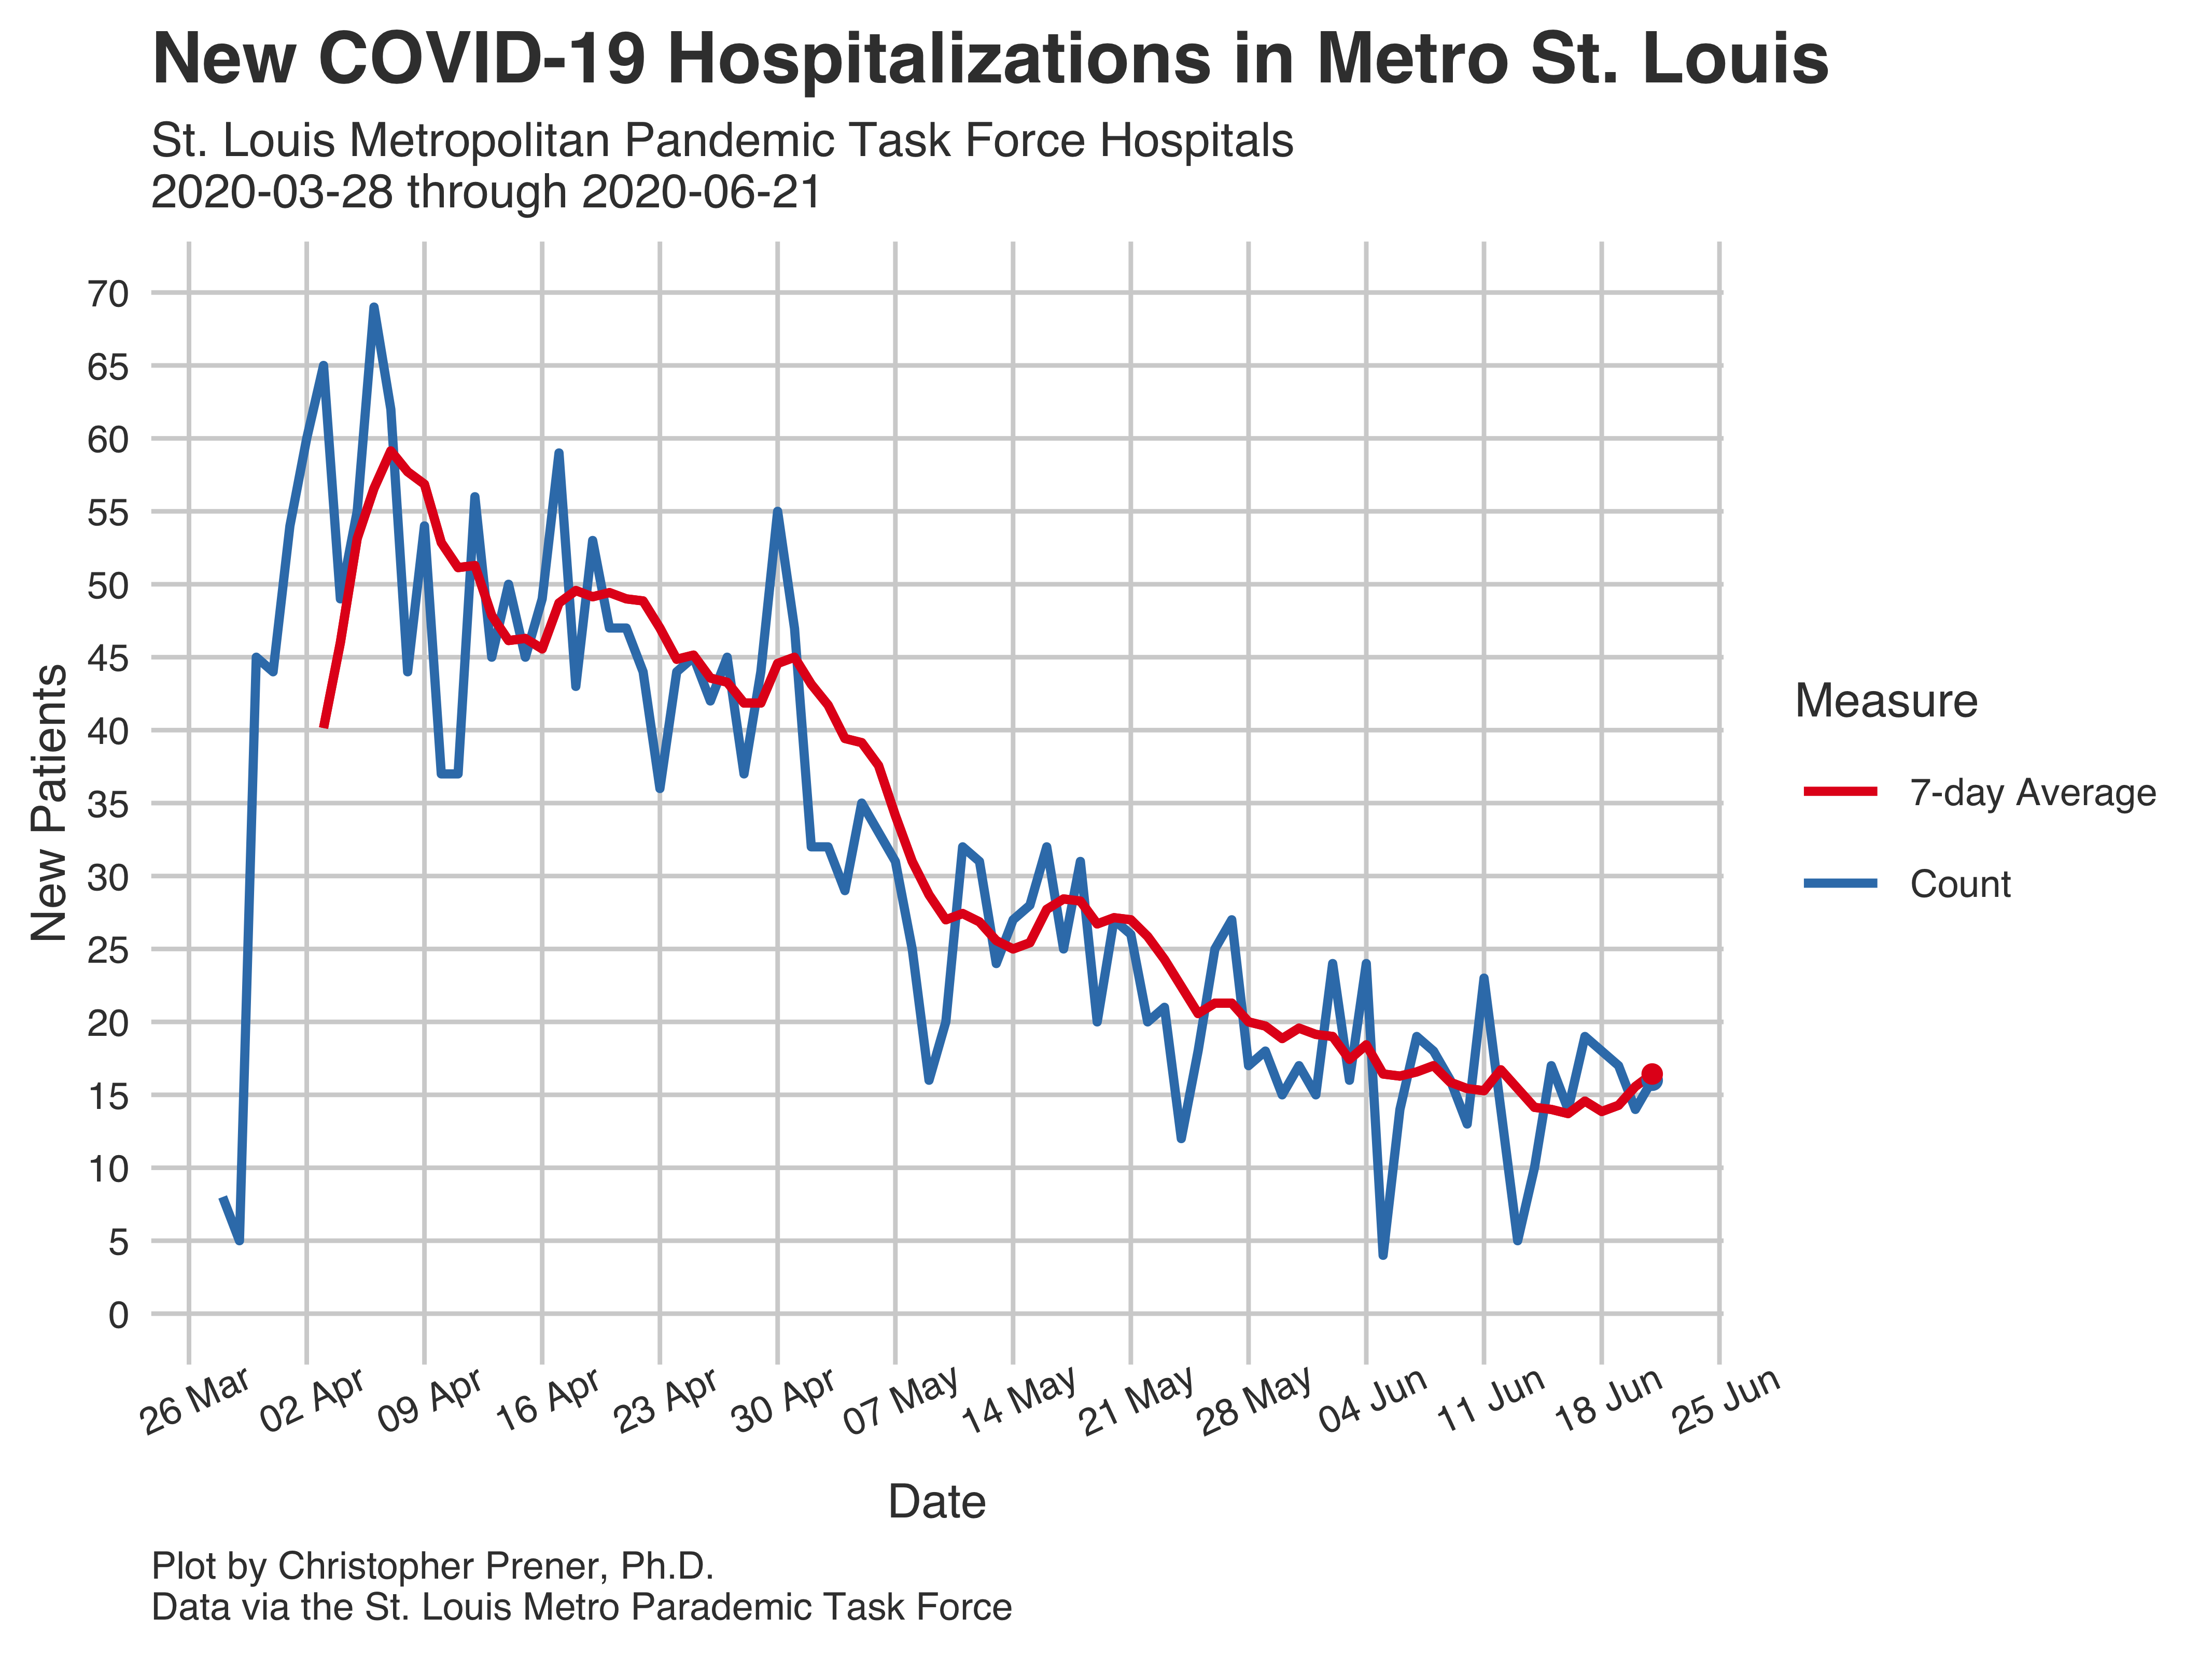 New COVID-19 Hospitalizations in Metro St. Louis
St. Louis Metropolitan Pandemic Task Force Hospitals
2020-03-28 through 2020-06-21
70
65
60
55
50
45
40
35
30
25
20
15
10
5
0
New Patients
26 Mar
02 Apr
09 Apr
16 Apr
23 Apr
30 Apr
07 May
14 May
21 May
28 May
04 Jun
11 Jun
18 Jun
25 Jun
Date
Measure
7-day Average
Count
Plot by Christopher Prener, Ph.D.
Data via the St. Louis Metro Parademic Task Force